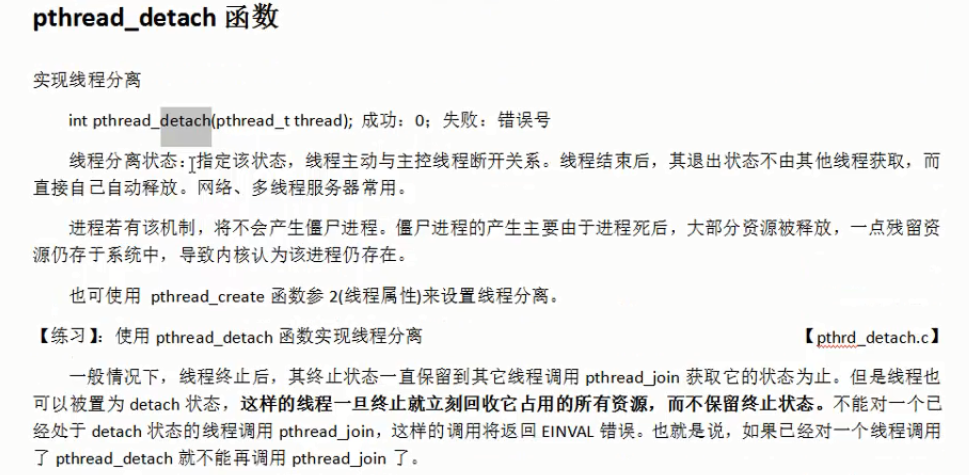 pthread_detach 函数
实现线程分离
int pthread_detach(pthread_t thread); 成功：0；失败：错误号
线程分离状态：指定该状态，线程主动与主控线程断开关系。线程结束后，其退出状态不由其他线程获取，而
直接自己自动释放。网络、多线程服务器常用。
进程若有该机制，将不会产生僵尸进程。僵尸进程的产生主要由于进程死后，大部分资源被释放，一点残留资
源仍存于系统中，导致内核认为该进程仍存在。
也可使用 pthread_create 函数参 2(线程属性)来设置线程分离。
【练习】：使用 pthread_detach 函数实现线程分离 【pthrd_detach.c】
一般情况下，线程终止后，其终止状态一直保留到其它线程调用 pthread_join 获取它的状态为止。但是线程也
可以被置为 detach 状态，这样的线程一旦终止就立刻回收它占用的所有资源，而不保留终止状态。不能对一个已
经处于 detach 状态的线程调用 pthread_join，这样的调用将返回 EINVAL 错误。也就是说，如果已经对一个线程调用
了 pthread_detach 就不能再调用 pthread_join 了。